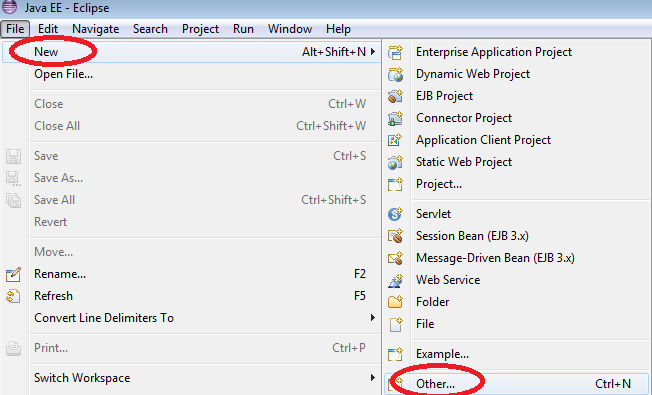 Java EE - Eclipse
File Edit Navigate Search Project Run Window Help
New Alt+Shift+N
Open File...
Close Ctrl+W
Close All Ctrl+Shift+W
Save Ctrl+S
Save As...
Save All Ctrl+Shift+S
Revert
Move...
Rename... F2
Refresh F5
Convert Line Delimiters To
Print... Ctrl+P
Switch Workspace
Enterprise Application Project
Dynamic Web Project
EJB Project
Connector Project
Application Client Project
Static Web Project
Project...
Servlet
Session Bean (EJB 3.x)
Message-Driven Bean (EJB 3.x)
Web Service
Folder
File
Example...
Other... Ctrl+N